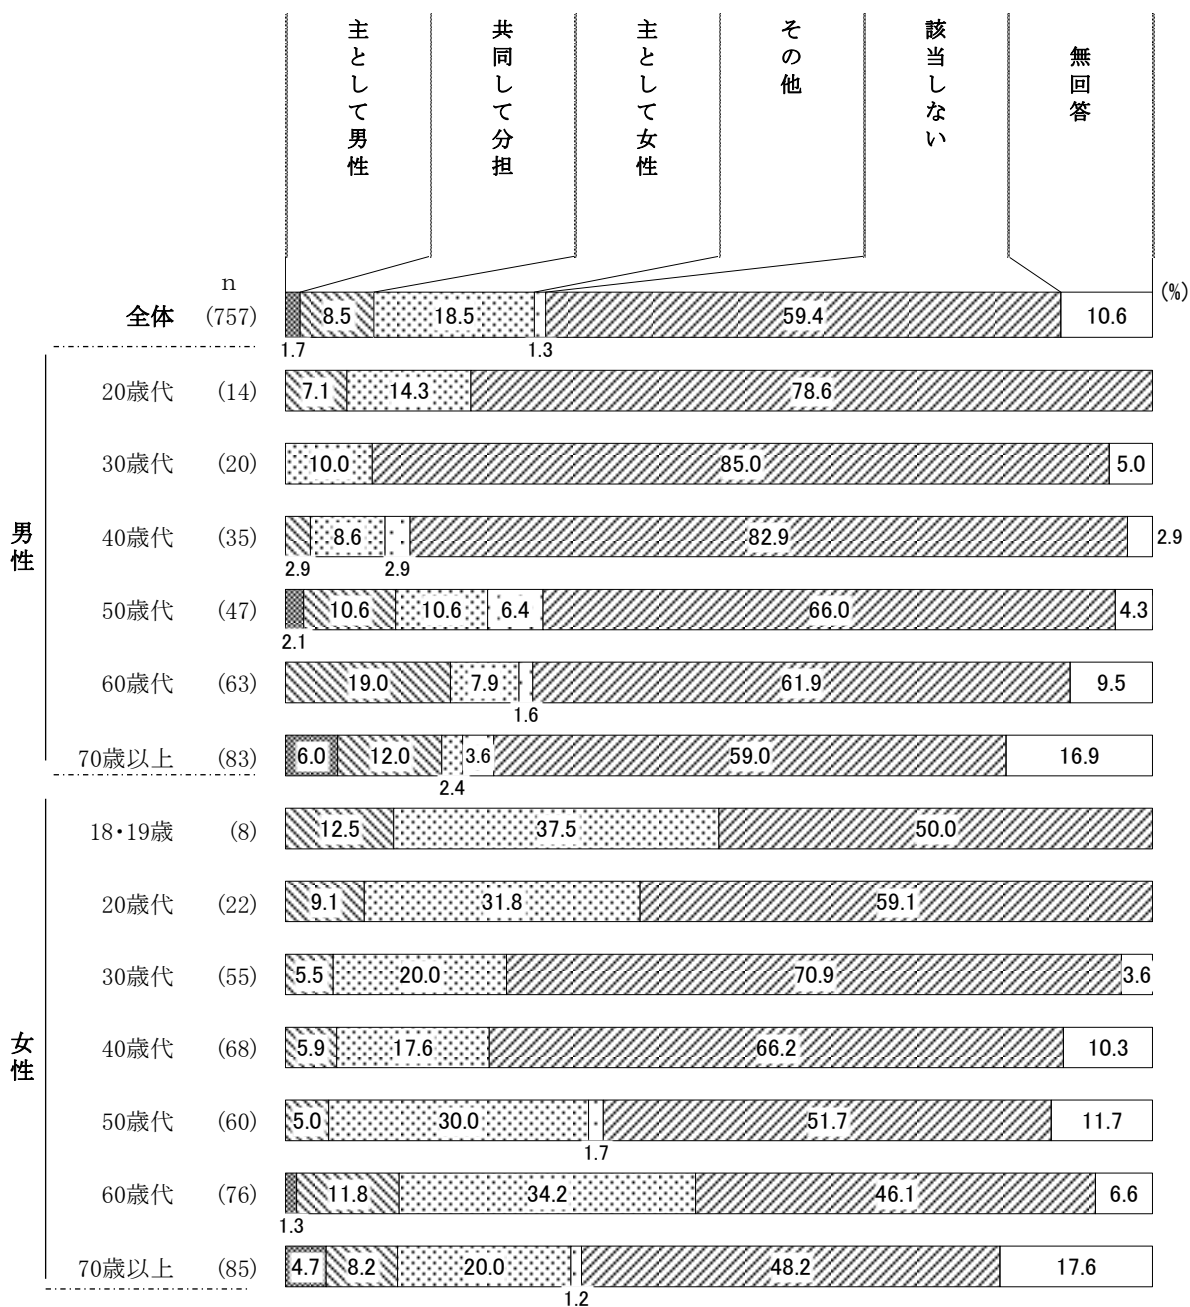 主として男性
共同して分担
主として女性
その他
該当しない
無回答
n
(%)
全体 (757) 8.5 18.5 59.4 10.6
1.7 1.3
男性
20歳代 (14) 7.1 14.3 78.6
30歳代 (20) 10.0 85.0 5.0
40歳代 (35) 8.6 82.9 2.9
2.9 2.9
50歳代 (47) 10.6 10.6 6.4 66.0 4.3
2.1
60歳代 (63) 19.0 7.9 61.9 9.5
1.6
70歳以上 (83) 6.0 12.0 3.6 59.0 16.9
2.4
女性
18・19歳 (8) 12.5 37.5 50.0
20歳代 (22) 9.1 31.8 59.1
30歳代 (55) 5.5 20.0 70.9 3.6
40歳代 (68) 5.9 17.6 66.2 10.3
50歳代 (60) 5.0 30.0 51.7 11.7
1.7
60歳代 (76) 11.8 34.2 46.1 6.6
1.3
70歳以上 (85) 4.7 8.2 20.0 48.2 17.6
1.2